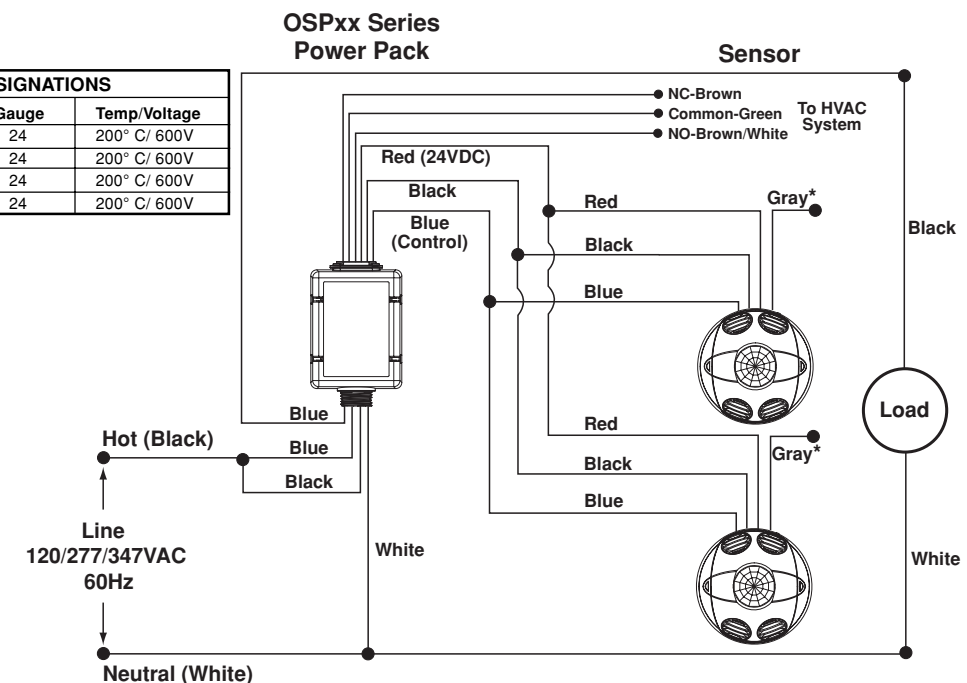 OSPxx Series
Power Pack
Sensor
SIGNATIONS
Gauge Temp/Voltage
24 200° C/ 600V
24 200° C/ 600V
24 200° C/ 600V
24 200° C/ 600V
NC-Brown
Common-Green
NO-Brown/White
To HVAC
System
Red (24VDC)
Black
Blue
(Control)
Red
Gray*
Black
Blue
Black
Load
Blue
Hot (Black)
Blue
Black
Red
Gray*
Black
Blue
Line
120/277/347VAC
60Hz
White
White
Neutral (White)